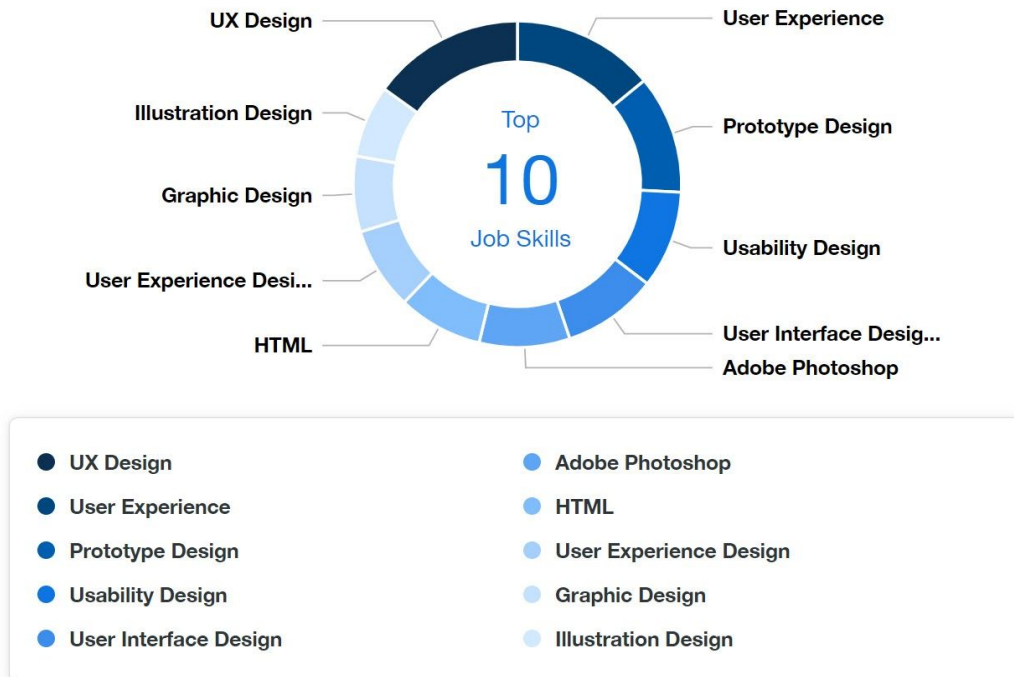 UX Design
User Experience
Illustration Design
Prototype Design
Graphic Design
Usability Design
User Experience Desi...
User Interface Desig...
HTML
Adobe Photoshop
Top
10
Job Skills
UX Design
User Experience
Prototype Design
Usability Design
User Interface Design
Adobe Photoshop
HTML
User Experience Design
Graphic Design
Illustration Design